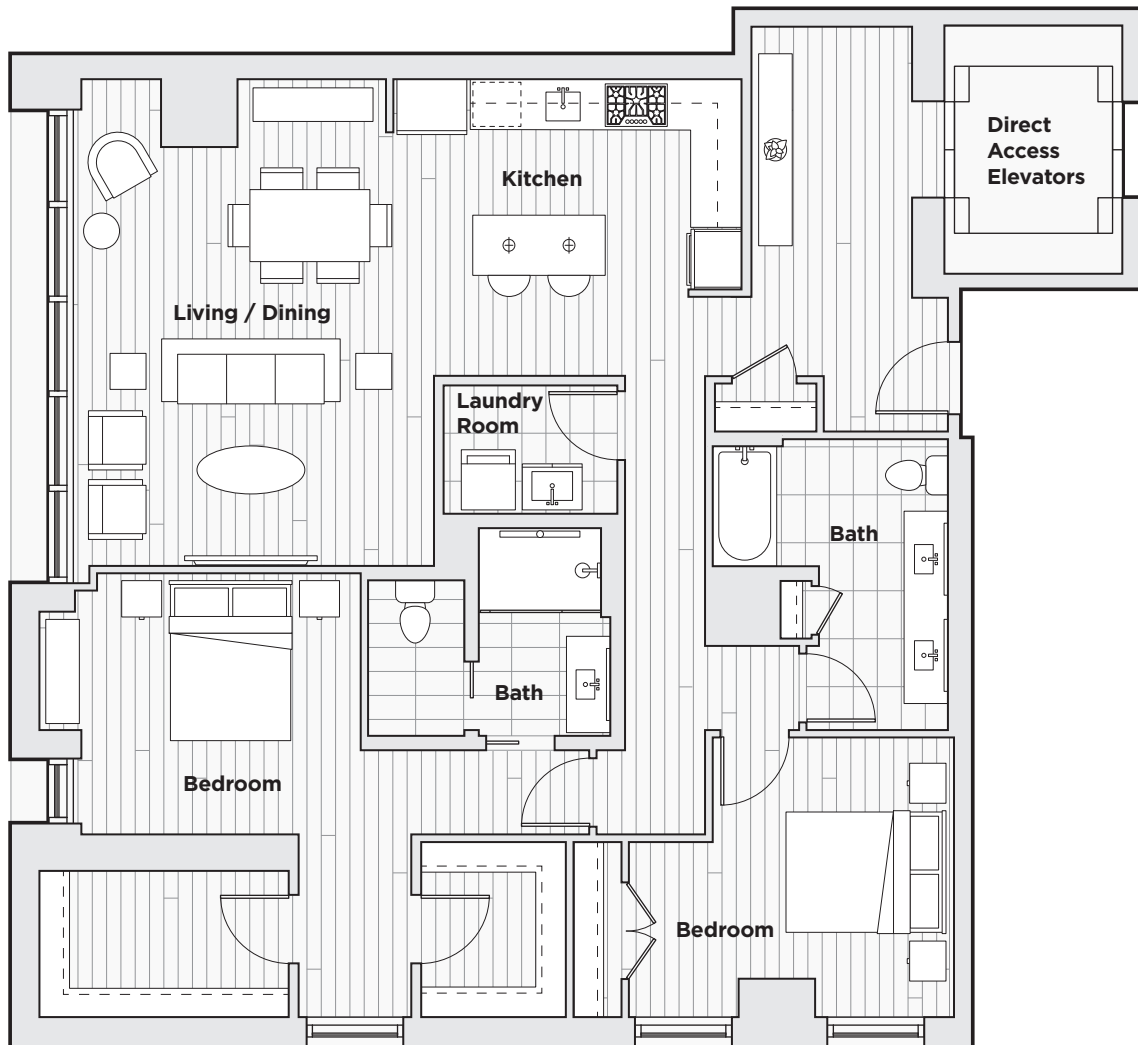 Direct
Access
Elevators
Kitchen
Living / Dining
Laundry
Room
Bath
Bath
Bedroom
Bedroom